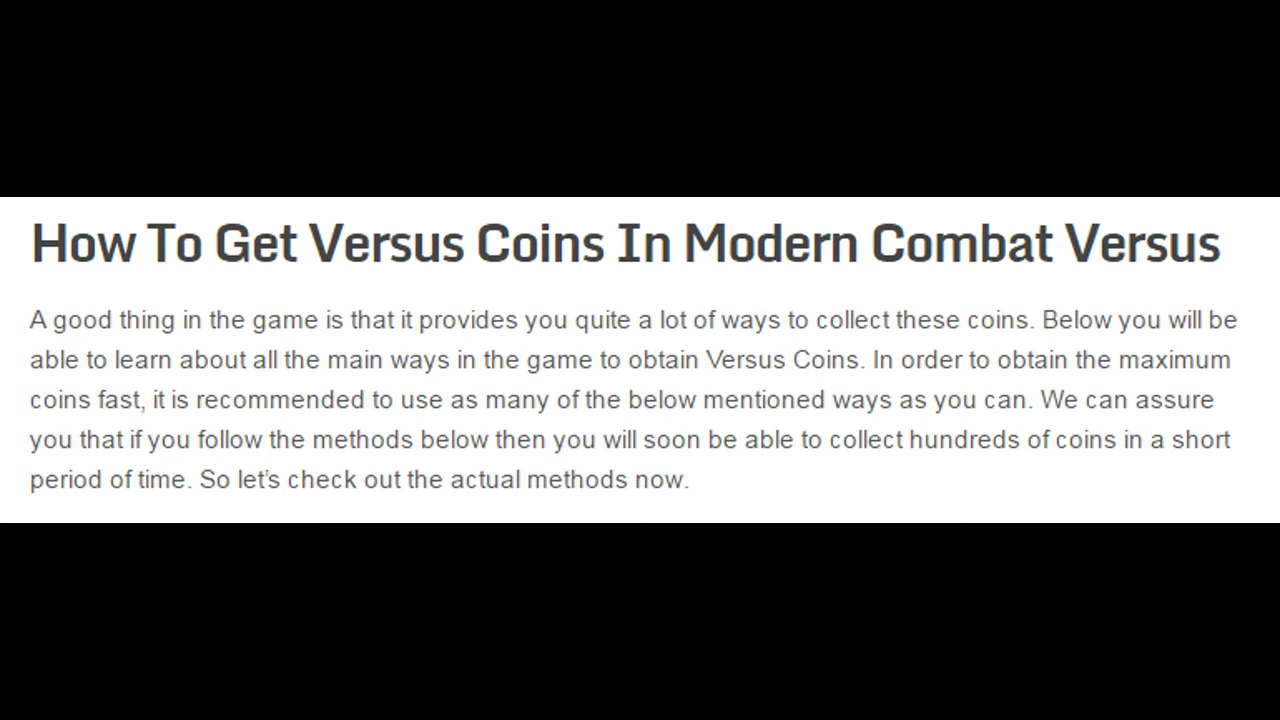 How To Get Versus Coins In Modern Combat Versus
A good thing in the game is that it provides you quite a lot of ways to collect these coins. Below you will be
able to learn about all the main ways in the game to obtain Versus Coins. In order to obtain the maximum
coins fast, it is recommended to use as many of the below mentioned ways as you can. We can assure
you that if you follow the methods below then you will soon be able to collect hundreds of coins in a short
period of time. So let’s check out the actual methods now.